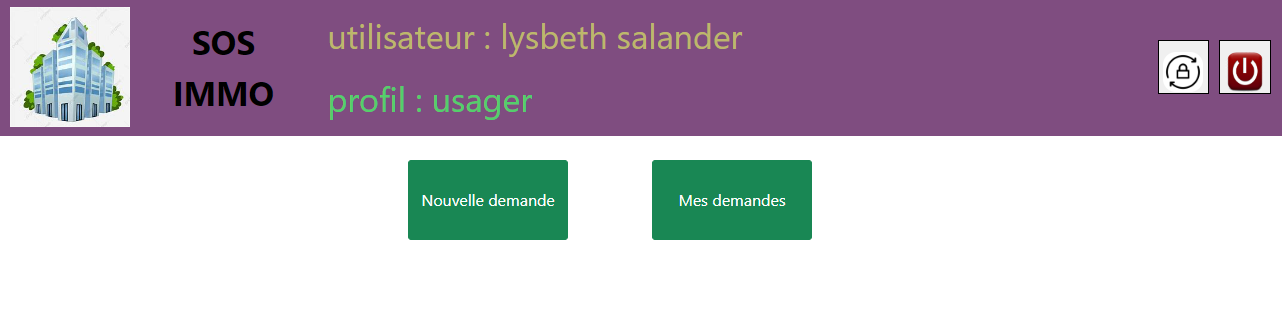 SOS
IMMO
utilisateur : lysbeth salander
profil : usager
Nouvelle demande
Mes demandes